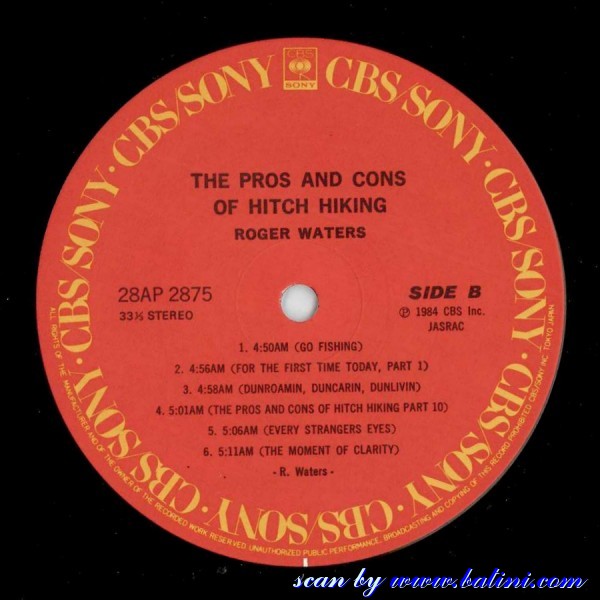 CBS
SONY
CBS/SONY · CBS/SONY · CBS/SONY · CBS/SONY · CBS/SONY · CBS/SONY · CBS/SONY ·
THE PROS AND CONS
OF HITCH HIKING
ROGER WATERS
28AP 2875
33⅓ STEREO
SIDE B
Ⓟ 1984 CBS Inc.
JASRAC
1. 4:50AM (GO FISHING)
2. 4:56AM (FOR THE FIRST TIME TODAY, PART 1)
3. 4:58AM (DUNROAMIN, DUNCARIN, DUNLIVIN)
4. 5:01AM (THE PROS AND CONS OF HITCH HIKING PART 10)
5. 5:06AM (EVERY STRANGERS EYES)
6. 5:11AM (THE MOMENT OF CLARITY)
- R. Waters -
ALL RIGHTS OF THE MANUFACTURER AND OF THE OWNER OF THE RECORDED WORK RESERVED. UNAUTHORIZED PUBLIC PERFORMANCE, BROADCASTING AND COPYING OF THIS RECORD PROHIBITED. CBS/SONY INC. TOKYO JAPAN
scan by www.batini.com